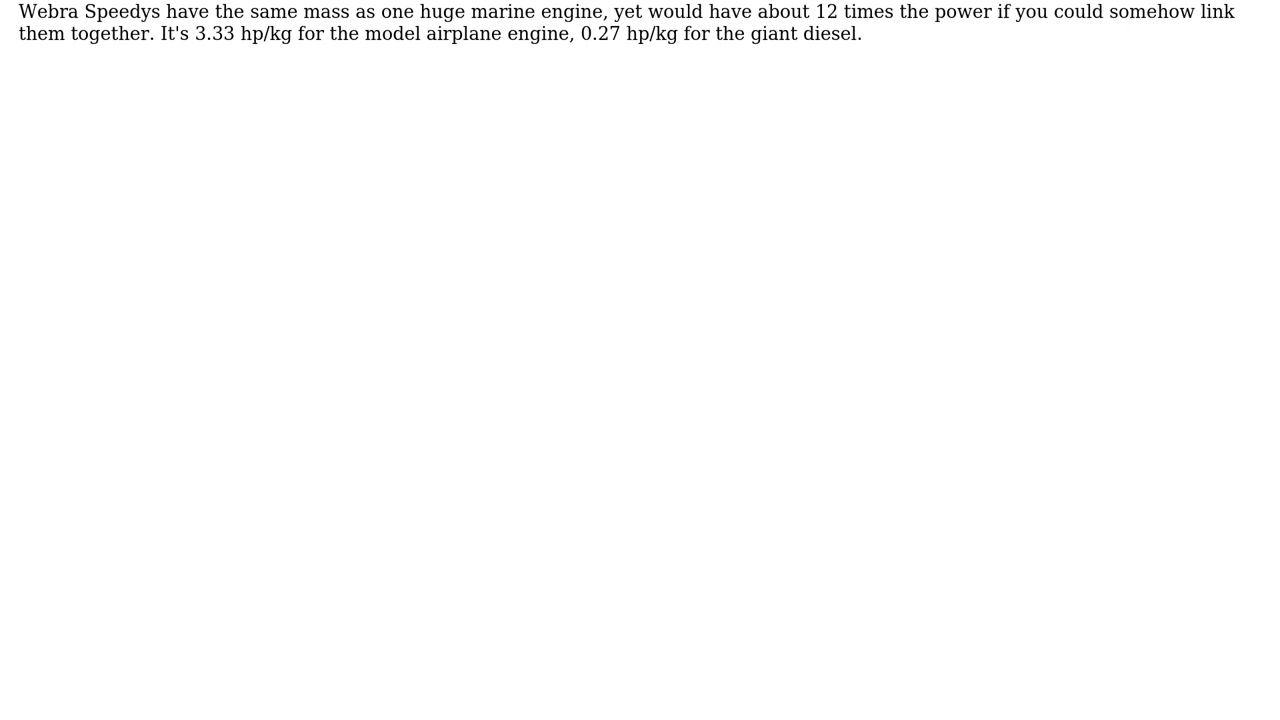 Webra Speedys have the same mass as one huge marine engine, yet would have about 12 times the power if you could somehow link
them together. It's 3.33 hp/kg for the model airplane engine, 0.27 hp/kg for the giant diesel.